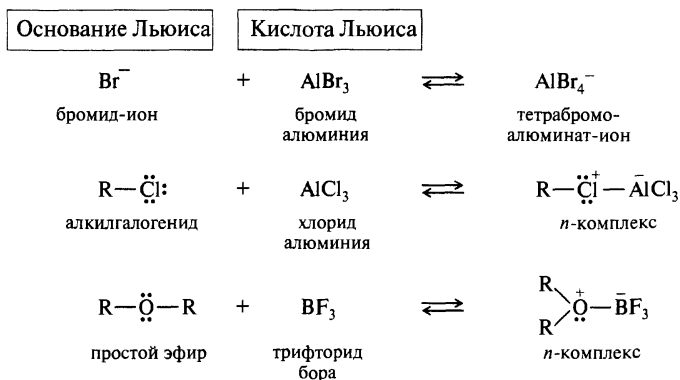 Основание Льюиса Кислота Льюиса
Br⁻ + AlBr₃ ⇌ AlBr₄⁻
бромид-ион бромид алюминия тетрабромо-алюминат-ион
R—C̤̈l: + AlCl₃ ⇌ R—C̤̈l⁺—A̅lCl₃
алкилгалогенид хлорид алюминия n-комплекс
R—Ö̤—R + BF₃ ⇌ R R O⁺—B̅F₃
простой эфир трифторид бора n-комплекс